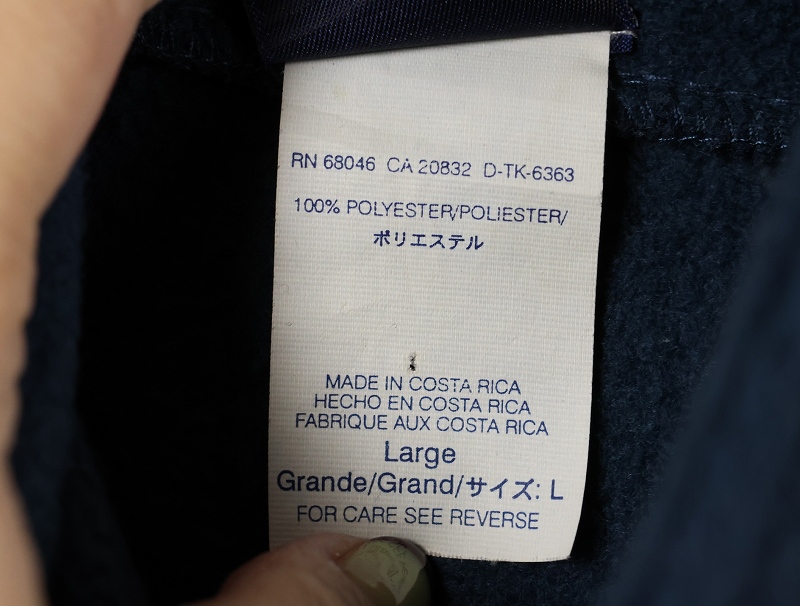 RN 68046 CA 20832 D-TK-6363
100% POLYESTER/POLIESTER/
ポリエステル
MADE IN COSTA RICA
HECHO EN COSTA RICA
FABRIQUE AUX COSTA RICA
Large
Grande/Grand/サイズ: L
FOR CARE SEE REVERSE